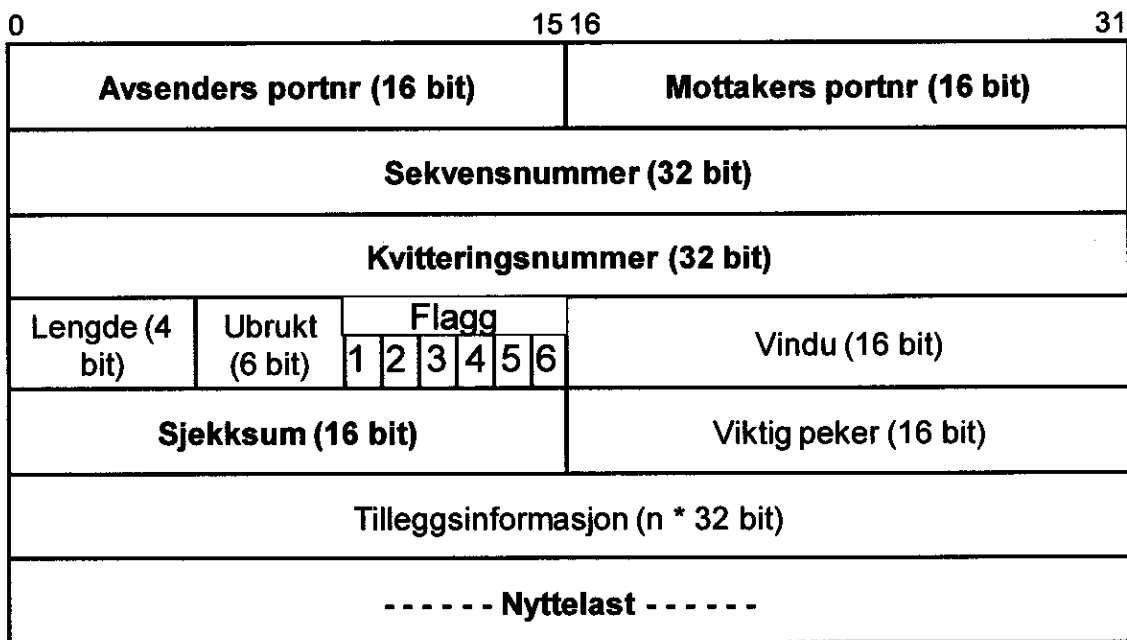 0 15 16 31
Avsenders portnr (16 bit) Mottakers portnr (16 bit)
Sekvensnummer (32 bit)
Kvitteringsnummer (32 bit)
Lengde (4
bit)
Ubrukt
(6 bit)
Flagg
1 2 3 4 5 6
Vindu (16 bit)
Sjekksum (16 bit) Viktig peker (16 bit)
Tilleggsinformasjon (n * 32 bit)
- - - - - - Nyttelast - - - - - -